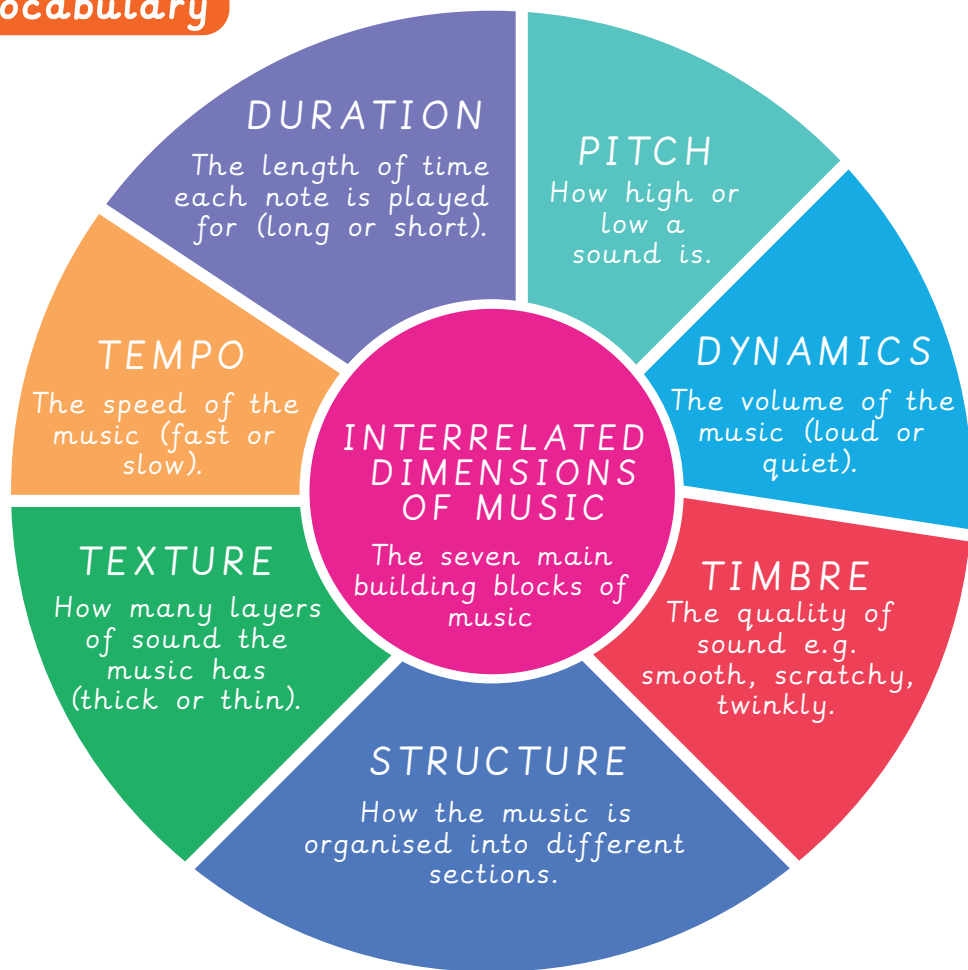 ocabulary
DURATION
The length of time
each note is played
for (long or short).
PITCH
How high or
low a
sound is.
DYNAMICS
The volume of the
music (loud or
quiet).
TIMBRE
The quality of
sound e.g.
smooth, scratchy,
twinkly.
STRUCTURE
How the music is
organised into different
sections.
TEXTURE
How many layers
of sound the
music has
(thick or thin).
TEMPO
The speed of the
music (fast or
slow).
INTERRELATED
DIMENSIONS
OF MUSIC
The seven main
building blocks of
music